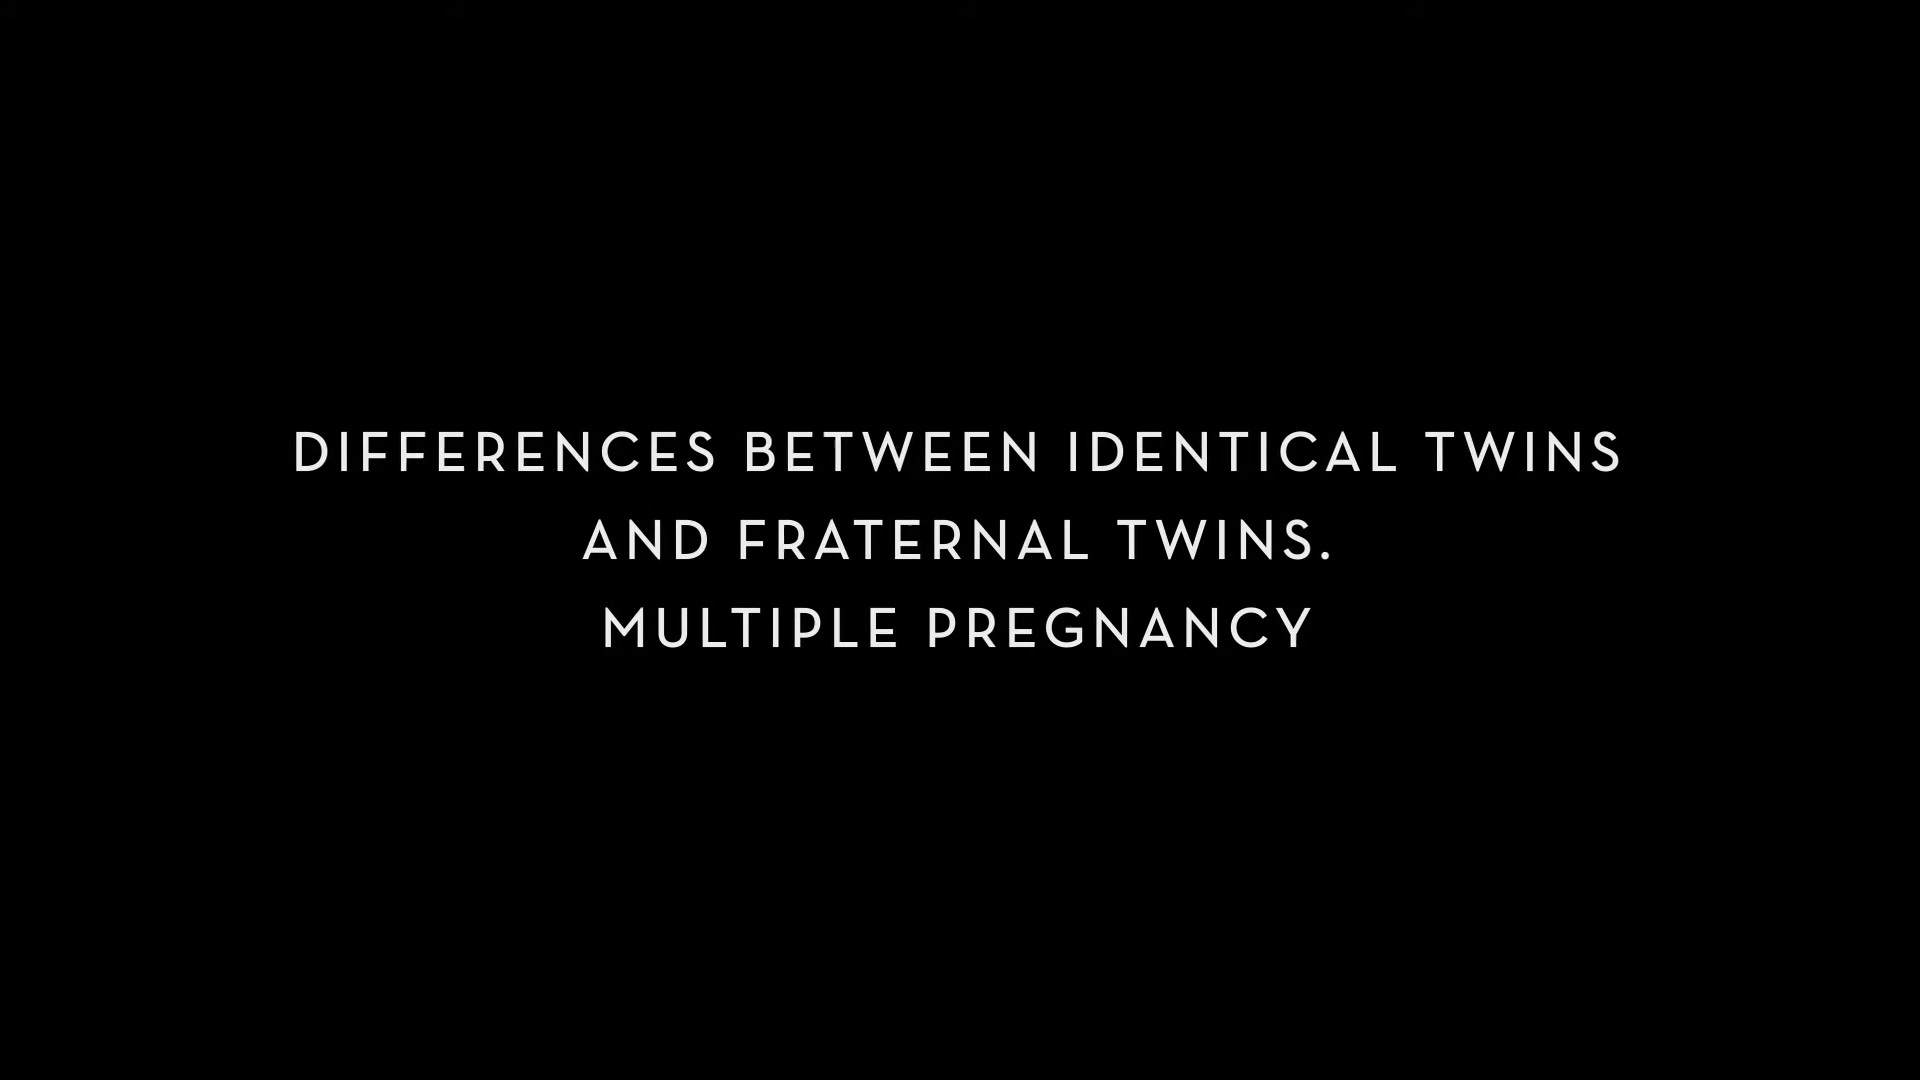 DIFFERENCES BETWEEN IDENTICAL TWINS
AND FRATERNAL TWINS.
MULTIPLE PREGNANCY